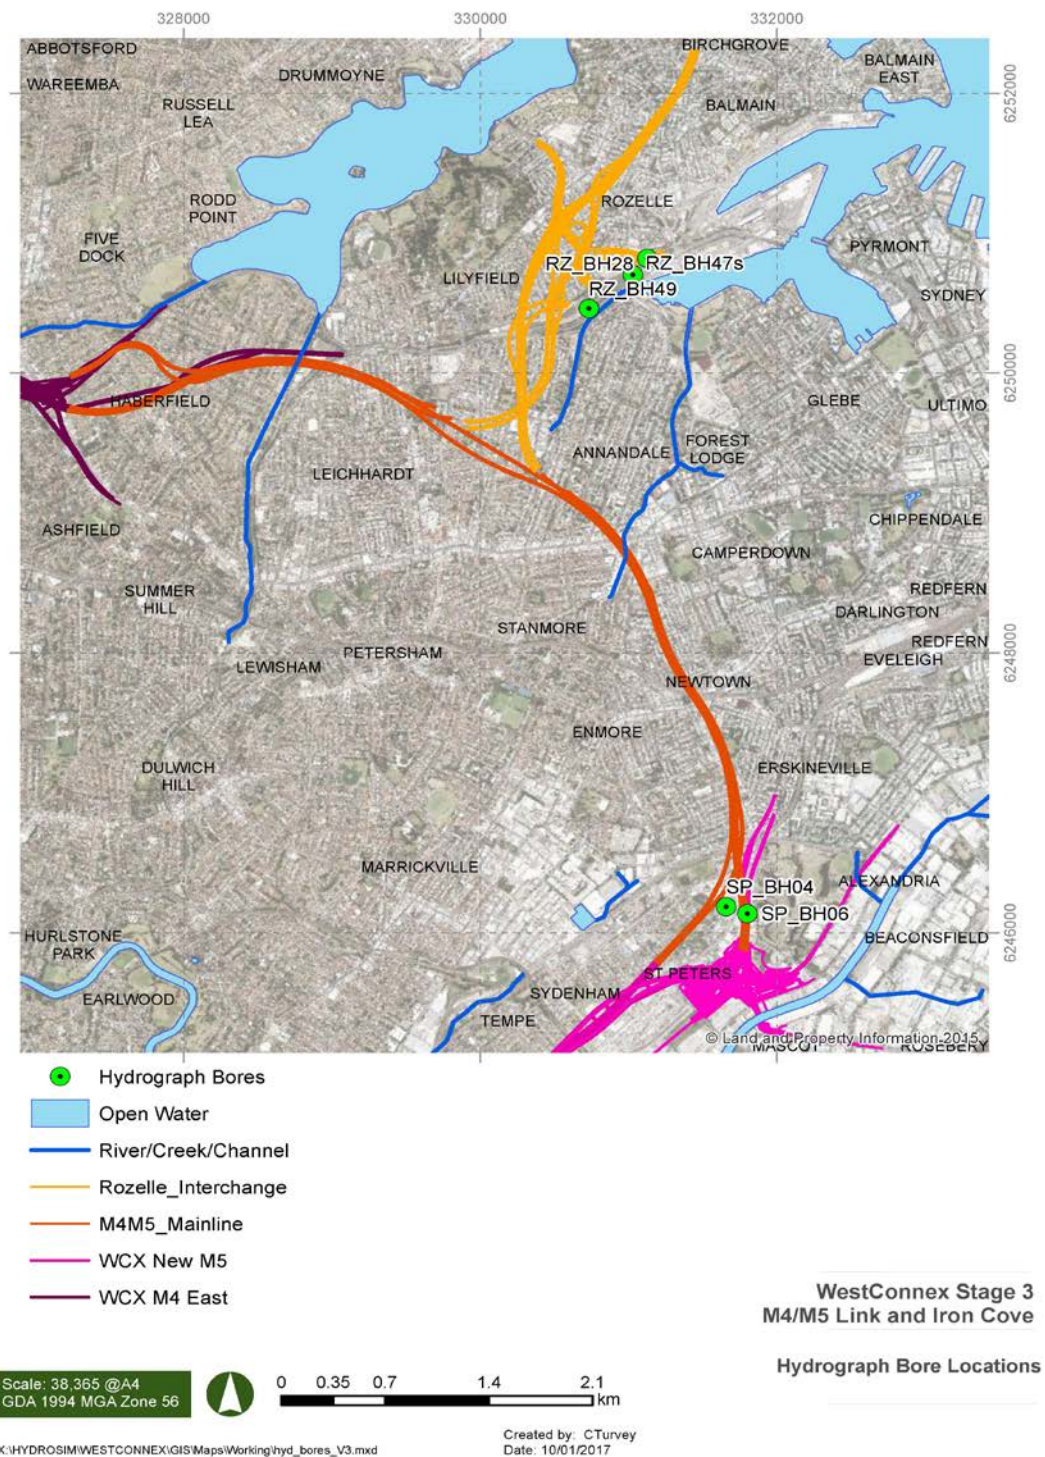 328000
330000
332000
6252000
6250000
6248000
6246000
ABBOTSFORD
WAREEMBA
RUSSELL
LEA
DRUMMOYNE
BIRCHGROVE
BALMAIN
EAST
BALMAIN
RODD
POINT
FIVE
DOCK
ROZELLE
LILYFIELD
RZ_BH28
RZ_BH47s
RZ_BH49
PYRMONT
SYDNEY
HABERFIELD
GLEBE
ULTIMO
LEICHHARDT
ANNANDALE
FOREST
LODGE
ASHFIELD
CHIPPENDALE
CAMPERDOWN
SUMMER
HILL
REDFERN
DARLINGTON
STANMORE
REDFERN
EVELEIGH
LEWISHAM
PETERSHAM
NEWTOWN
ENMORE
DULWICH
HILL
ERSKINEVILLE
MARRICKVILLE
ALEXANDRIA
SP_BH04
SP_BH06
HURLSTONE
PARK
BEACONSFIELD
EARLWOOD
ST PETERS
SYDENHAM
TEMPE
© Land and Property Information 2015
MASCOT
ROSEBERY
Hydrograph Bores
Open Water
River/Creek/Channel
Rozelle_Interchange
M4M5_Mainline
WCX New M5
WCX M4 East
WestConnex Stage 3
M4/M5 Link and Iron Cove
Hydrograph Bore Locations
Scale: 38,365 @A4
GDA 1994 MGA Zone 56
0 0.35 0.7 1.4 2.1
km
X:\HYDROSIM\WESTCONNEX\GIS\Maps\Working\hyd_bores_V3.mxd
Created by: CTurvey
Date: 10/01/2017